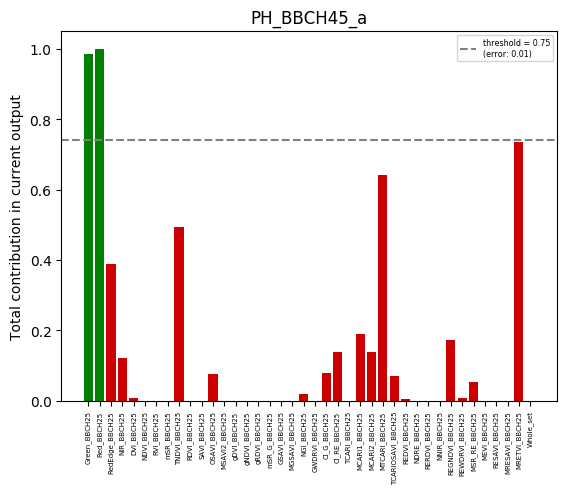 PH_BBCH45_a
threshold = 0.75
(error: 0.01)
Total contribution in current output
1.0
0.8
0.6
0.4
0.2
0.0
Green_BBCH25
Red_BBCH25
RedEdge_BBCH25
NIR_BBCH25
DVI_BBCH25
NDVI_BBCH25
RVI_BBCH25
mSR_BBCH25
TNDVI_BBCH25
RDVI_BBCH25
SAVI_BBCH25
OSAVI_BBCH25
MSAVI2_BBCH25
gDVI_BBCH25
gNDVI_BBCH25
gRDVI_BBCH25
mSR_G_BBCH25
GSAVI_BBCH25
MGSAVI_BBCH25
NGI_BBCH25
GWDRVI_BBCH25
CI_G_BBCH25
CI_RE_BBCH25
TCARI_BBCH25
MCARI1_BBCH25
MCARI2_BBCH25
MTCARI_BBCH25
TCARIOSAVI_BBCH25
REDVI_BBCH25
NDRE_BBCH25
RERDVI_BBCH25
NNIR_BBCH25
REGNDVI_BBCH25
REWDRVI_BBCH25
MSR_RE_BBCH25
MEVI_BBCH25
RESAVI_BBCH25
MRESAVI_BBCH25
MRETVI_BBCH25
Whole_set